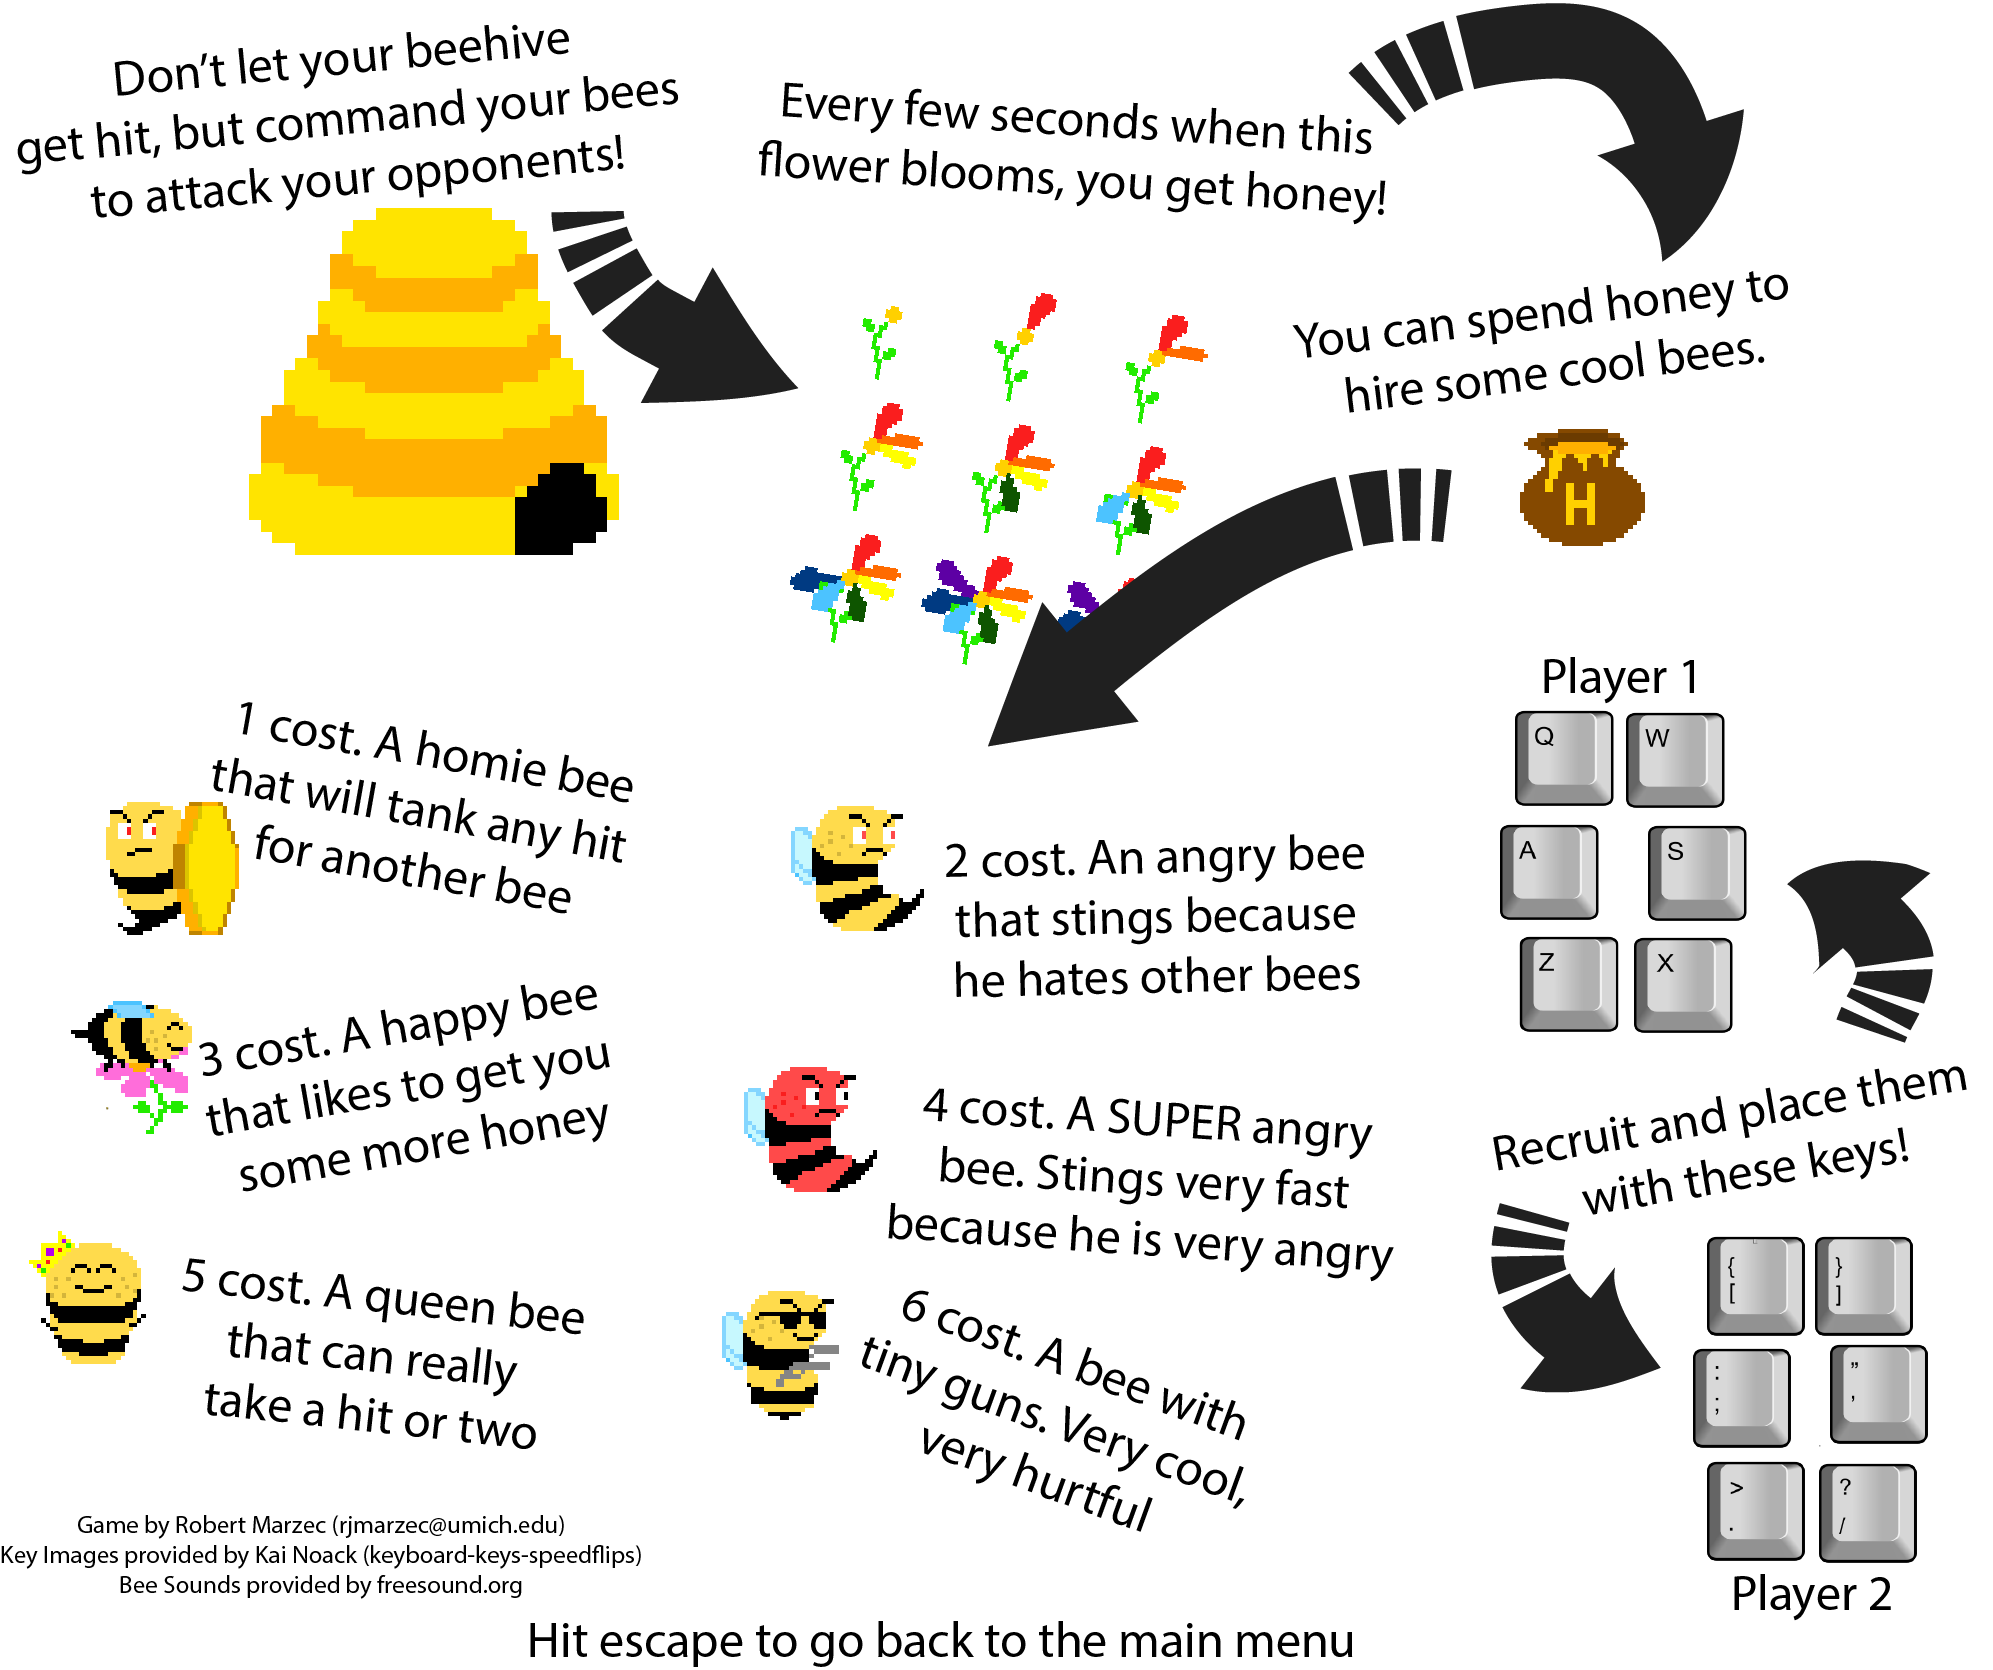 Don't let your beehive
get hit, but command your bees
to attack your opponents!
Every few seconds when this
flower blooms, you get honey!
You can spend honey to
hire some cool bees.
H
1 cost. A homie bee
that will tank any hit
for another bee
2 cost. An angry bee
that stings because
he hates other bees
3 cost. A happy bee
that likes to get you
some more honey
4 cost. A SUPER angry
bee. Stings very fast
because he is very angry
5 cost. A queen bee
that can really
take a hit or two
6 cost. A bee with
tiny guns. Very cool,
very hurtful
Player 1
Q W
A S
Z X
Recruit and place them
with these keys!
{ }
[ ]
: "
; ,
> ?
. /
Player 2
Game by Robert Marzec (rjmarzec@umich.edu)
Key Images provided by Kai Noack (keyboard-keys-speedflips)
Bee Sounds provided by freesound.org
Hit escape to go back to the main menu